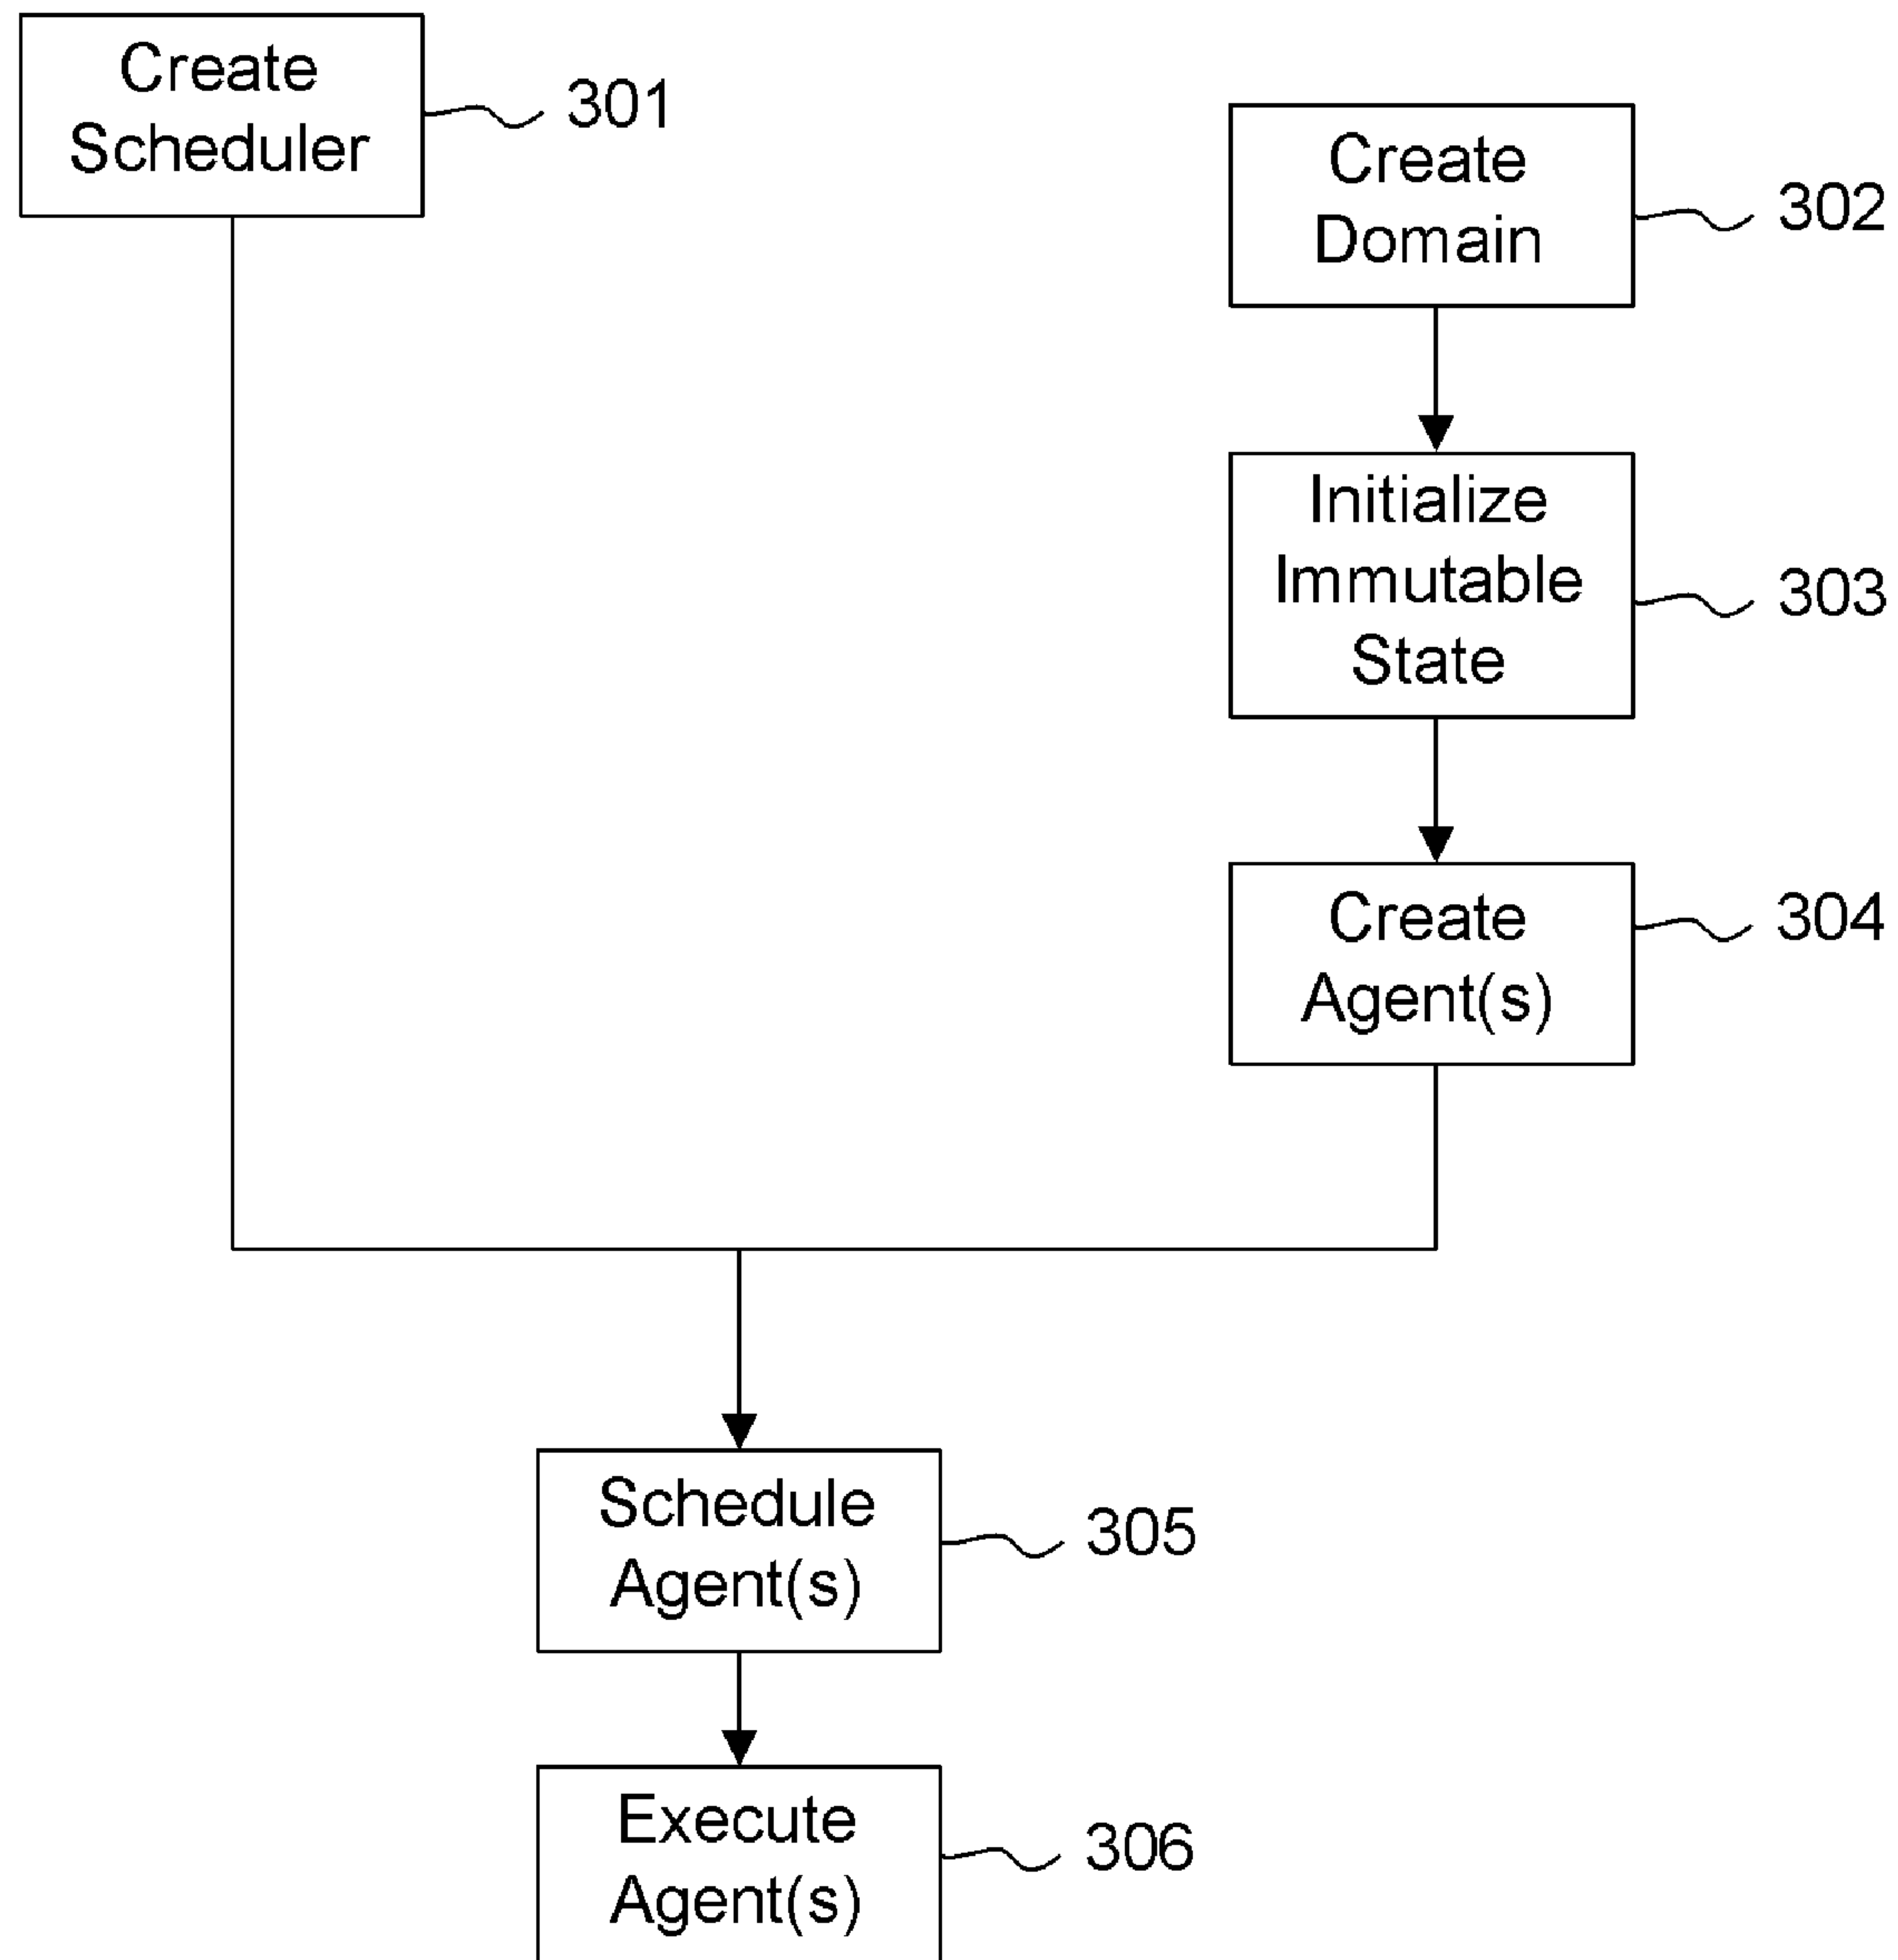 Create
Scheduler
301
Create
Domain
302
Initialize
Immutable
State
303
Create
Agent(s)
304
Schedule
Agent(s)
305
Execute
Agent(s)
306